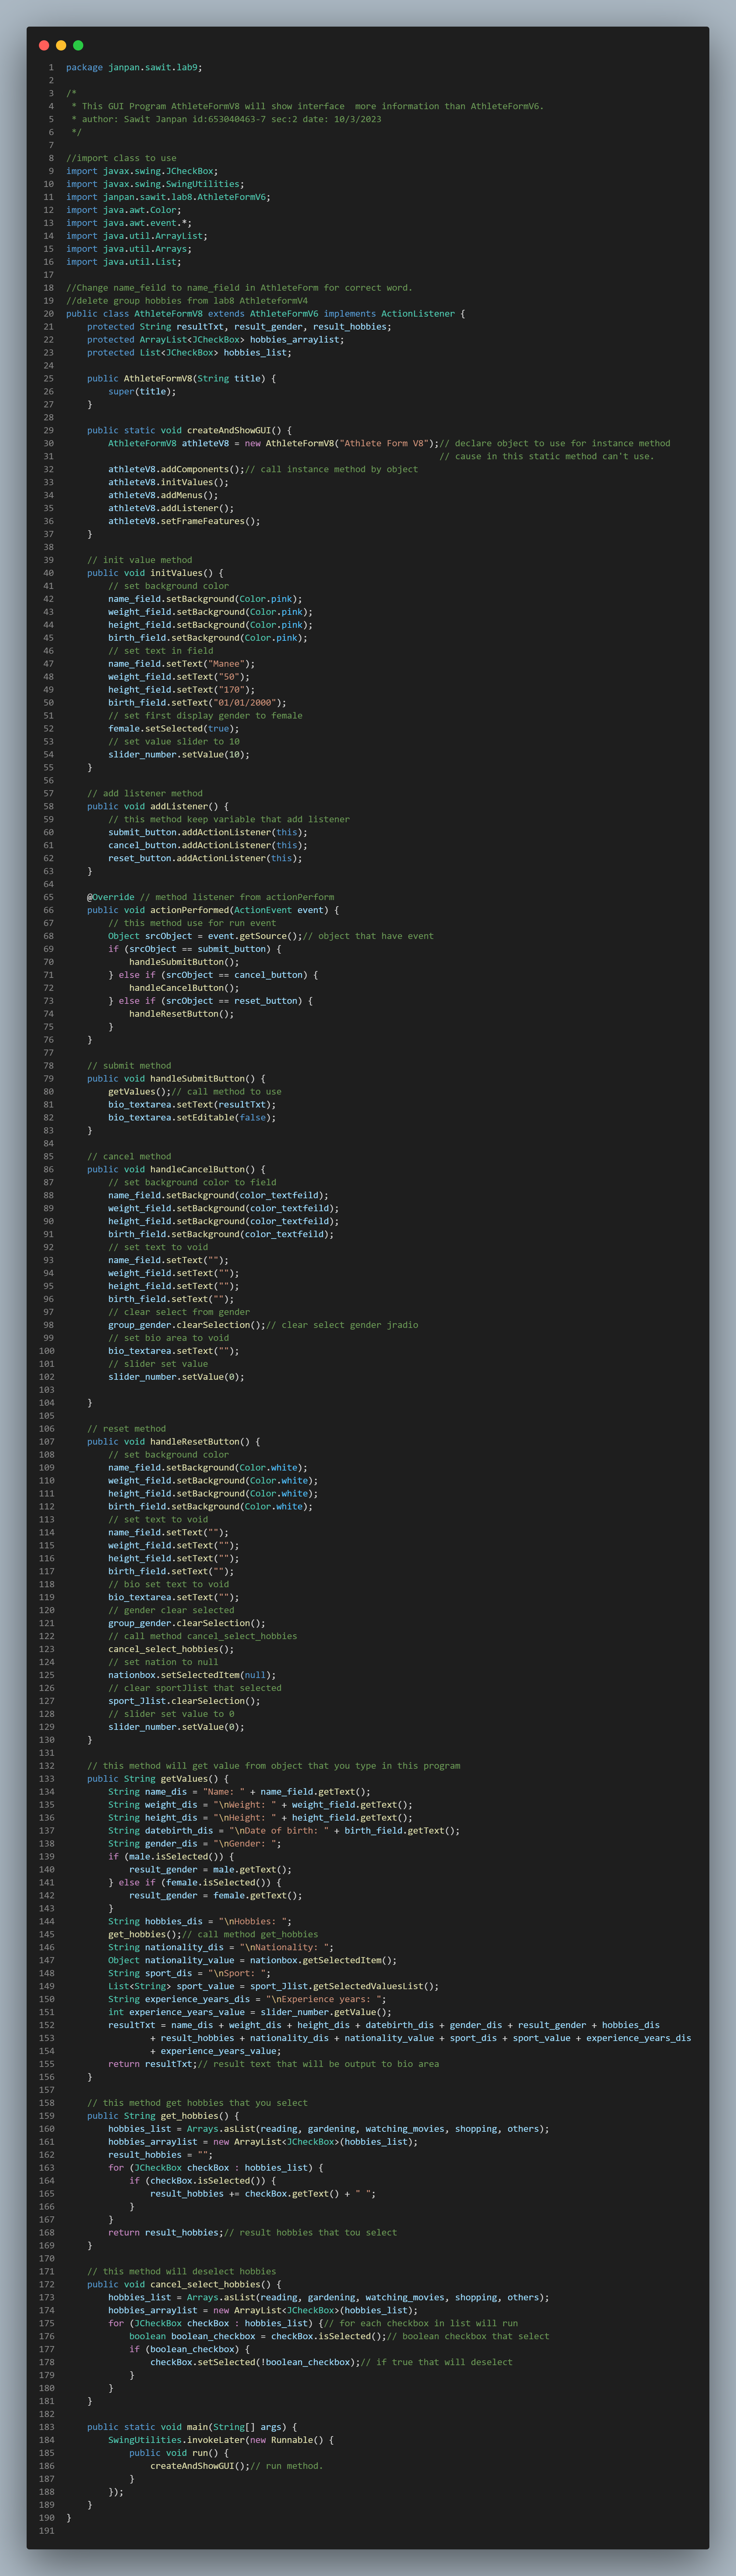 1 package janpan.sawit.lab9;
2
3 /*
4  * This GUI Program AthleteFormV8 will show interface  more information than AthleteFormV6.
5  * author: Sawit Janpan id:653040463-7 sec:2 date: 10/3/2023
6  */
7
8 //import class to use
9 import javax.swing.JCheckBox;
10 import javax.swing.SwingUtilities;
11 import janpan.sawit.lab8.AthleteFormV6;
12 import java.awt.Color;
13 import java.awt.event.*;
14 import java.util.ArrayList;
15 import java.util.Arrays;
16 import java.util.List;
17
18 //Change name_feild to name_field in AthleteForm for correct word.
19 //delete group hobbies from lab8 AthleteformV4
20 public class AthleteFormV8 extends AthleteFormV6 implements ActionListener {
21     protected String resultTxt, result_gender, result_hobbies;
22     protected ArrayList<JCheckBox> hobbies_arraylist;
23     protected List<JCheckBox> hobbies_list;
24
25     public AthleteFormV8(String title) {
26         super(title);
27     }
28
29     public static void createAndShowGUI() {
30         AthleteFormV8 athleteV8 = new AthleteFormV8("Athlete Form V8");// declare object to use for instance method
31                                                                        // cause in this static method can't use.
32         athleteV8.addComponents();// call instance method by object
33         athleteV8.initValues();
34         athleteV8.addMenus();
35         athleteV8.addListener();
36         athleteV8.setFrameFeatures();
37     }
38
39     // init value method
40     public void initValues() {
41         // set background color
42         name_field.setBackground(Color.pink);
43         weight_field.setBackground(Color.pink);
44         height_field.setBackground(Color.pink);
45         birth_field.setBackground(Color.pink);
46         // set text in field
47         name_field.setText("Manee");
48         weight_field.setText("50");
49         height_field.setText("170");
50         birth_field.setText("01/01/2000");
51         // set first display gender to female
52         female.setSelected(true);
53         // set value slider to 10
54         slider_number.setValue(10);
55     }
56
57     // add listener method
58     public void addListener() {
59         // this method keep variable that add listener
60         submit_button.addActionListener(this);
61         cancel_button.addActionListener(this);
62         reset_button.addActionListener(this);
63     }
64
65     @Override // method listener from actionPerform
66     public void actionPerformed(ActionEvent event) {
67         // this method use for run event
68         Object srcObject = event.getSource();// object that have event
69         if (srcObject == submit_button) {
70             handleSubmitButton();
71         } else if (srcObject == cancel_button) {
72             handleCancelButton();
73         } else if (srcObject == reset_button) {
74             handleResetButton();
75         }
76     }
77
78     // submit method
79     public void handleSubmitButton() {
80         getValues();// call method to use
81         bio_textarea.setText(resultTxt);
82         bio_textarea.setEditable(false);
83     }
84
85     // cancel method
86     public void handleCancelButton() {
87         // set background color to field
88         name_field.setBackground(color_textfeild);
89         weight_field.setBackground(color_textfeild);
90         height_field.setBackground(color_textfeild);
91         birth_field.setBackground(color_textfeild);
92         // set text to void
93         name_field.setText("");
94         weight_field.setText("");
95         height_field.setText("");
96         birth_field.setText("");
97         // clear select from gender
98         group_gender.clearSelection();// clear select gender jradio
99         // set bio area to void
100         bio_textarea.setText("");
101         // slider set value
102         slider_number.setValue(0);
103
104     }
105
106     // reset method
107     public void handleResetButton() {
108         // set background color
109         name_field.setBackground(Color.white);
110         weight_field.setBackground(Color.white);
111         height_field.setBackground(Color.white);
112         birth_field.setBackground(Color.white);
113         // set text to void
114         name_field.setText("");
115         weight_field.setText("");
116         height_field.setText("");
117         birth_field.setText("");
118         // bio set text to void
119         bio_textarea.setText("");
120         // gender clear selected
121         group_gender.clearSelection();
122         // call method cancel_select_hobbies
123         cancel_select_hobbies();
124         // set nation to null
125         nationbox.setSelectedItem(null);
126         // clear sportJlist that selected
127         sport_Jlist.clearSelection();
128         // slider set value to 0
129         slider_number.setValue(0);
130     }
131
132     // this method will get value from object that you type in this program
133     public String getValues() {
134         String name_dis = "Name: " + name_field.getText();
135         String weight_dis = "\nWeight: " + weight_field.getText();
136         String height_dis = "\nHeight: " + height_field.getText();
137         String datebirth_dis = "\nDate of birth: " + birth_field.getText();
138         String gender_dis = "\nGender: ";
139         if (male.isSelected()) {
140             result_gender = male.getText();
141         } else if (female.isSelected()) {
142             result_gender = female.getText();
143         }
144         String hobbies_dis = "\nHobbies: ";
145         get_hobbies();// call method get_hobbies
146         String nationality_dis = "\nNationality: ";
147         Object nationality_value = nationbox.getSelectedItem();
148         String sport_dis = "\nSport: ";
149         List<String> sport_value = sport_Jlist.getSelectedValuesList();
150         String experience_years_dis = "\nExperience years: ";
151         int experience_years_value = slider_number.getValue();
152         resultTxt = name_dis + weight_dis + height_dis + datebirth_dis + gender_dis + result_gender + hobbies_dis
153                 + result_hobbies + nationality_dis + nationality_value + sport_dis + sport_value + experience_years_dis
154                 + experience_years_value;
155         return resultTxt;// result text that will be output to bio area
156     }
157
158     // this method get hobbies that you select
159     public String get_hobbies() {
160         hobbies_list = Arrays.asList(reading, gardening, watching_movies, shopping, others);
161         hobbies_arraylist = new ArrayList<JCheckBox>(hobbies_list);
162         result_hobbies = "";
163         for (JCheckBox checkBox : hobbies_list) {
164             if (checkBox.isSelected()) {
165                 result_hobbies += checkBox.getText() + " ";
166             }
167         }
168         return result_hobbies;// result hobbies that tou select
169     }
170
171     // this method will deselect hobbies
172     public void cancel_select_hobbies() {
173         hobbies_list = Arrays.asList(reading, gardening, watching_movies, shopping, others);
174         hobbies_arraylist = new ArrayList<JCheckBox>(hobbies_list);
175         for (JCheckBox checkBox : hobbies_list) {// for each checkbox in list will run
176             boolean boolean_checkbox = checkBox.isSelected();// boolean checkbox that select
177             if (boolean_checkbox) {
178                 checkBox.setSelected(!boolean_checkbox);// if true that will deselect
179             }
180         }
181     }
182
183     public static void main(String[] args) {
184         SwingUtilities.invokeLater(new Runnable() {
185             public void run() {
186                 createAndShowGUI();// run method.
187             }
188         });
189     }
190 }
191